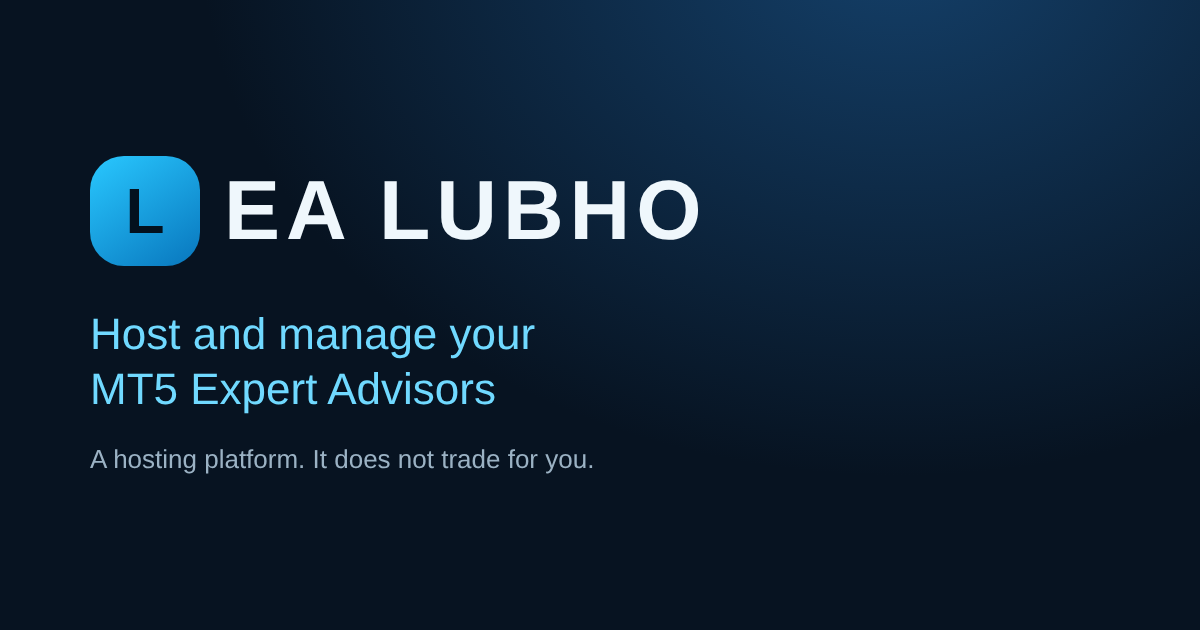 L EA LUBHO
Host and manage your
MT5 Expert Advisors
A hosting platform. It does not trade for you.